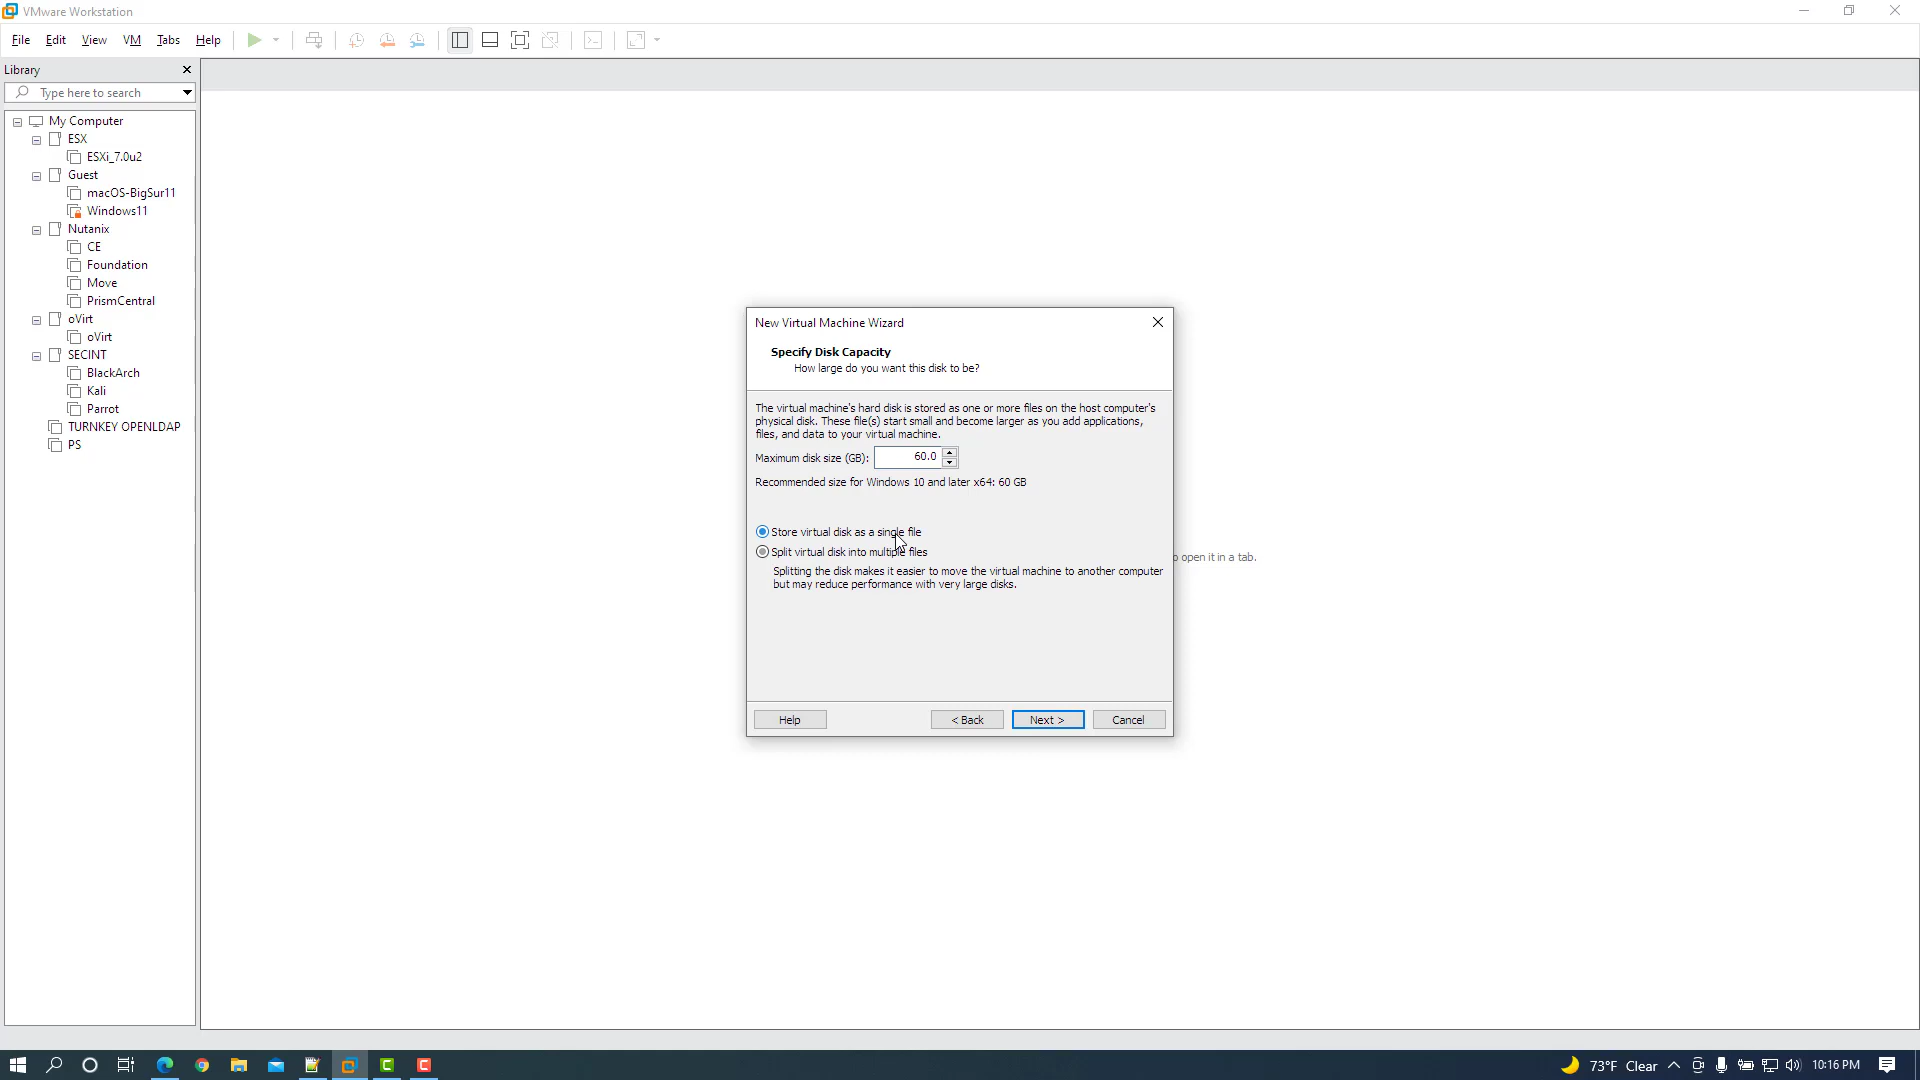 VMware Workstation
File Edit View VM Tabs Help
Library
Type here to search
My Computer
ESX
ESXi_7.0u2
Guest
macOS-BigSur11
Windows11
Nutanix
CE
Foundation
Move
PrismCentral
oVirt
oVirt
SECINT
BlackArch
Kali
Parrot
TURNKEY OPENLDAP
PS
New Virtual Machine Wizard
Specify Disk Capacity
How large do you want this disk to be?
The virtual machine's hard disk is stored as one or more files on the host computer's
physical disk. These file(s) start small and become larger as you add applications,
files, and data to your virtual machine.
Maximum disk size (GB): 60.0
Recommended size for Windows 10 and later x64: 60 GB
Store virtual disk as a single file
Split virtual disk into multiple files
Splitting the disk makes it easier to move the virtual machine to another computer
but may reduce performance with very large disks.
open it in a tab.
Help < Back Next > Cancel
73°F Clear 10:16 PM